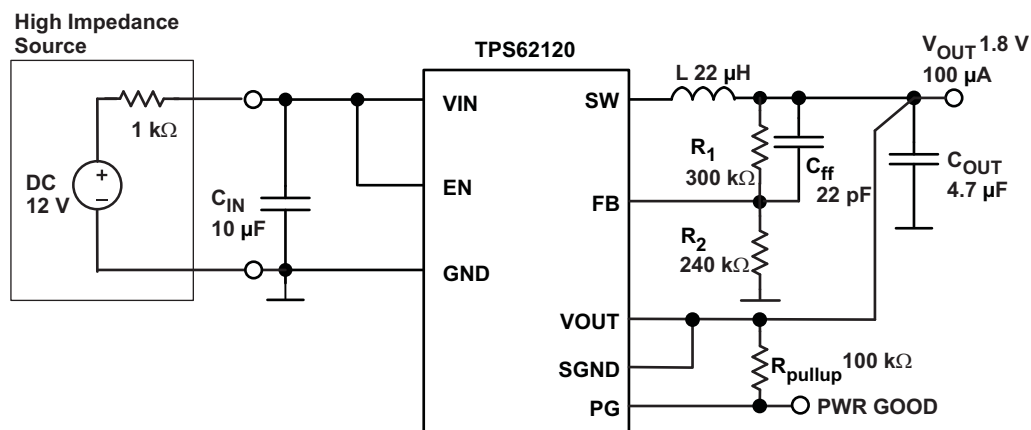 High Impedance
Source
TPS62120
VOUT 1.8 V
100 µA
L 22 µH
VIN
SW
1 kΩ
R1
300 kΩ
Cff
22 pF
COUT
4.7 µF
DC
12 V
+
–
CIN
10 µF
EN
FB
R2
240 kΩ
GND
VOUT
SGND
Rpullup 100 kΩ
PG
PWR GOOD